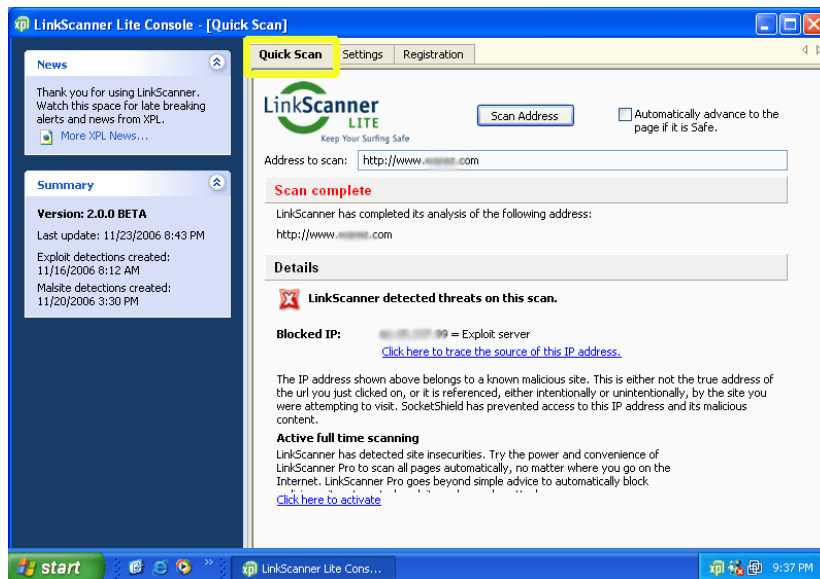 LinkScanner Lite Console - [Quick Scan]
News
Thank you for using LinkScanner.
Watch this space for late breaking
alerts and news from XPL.
More XPL News...
Summary
Version: 2.0.0 BETA
Last update: 11/23/2006 8:43 PM
Exploit detections created:
11/16/2006 8:12 AM
Malsite detections created:
11/20/2006 3:30 PM
Quick Scan Settings Registration
LinkScanner
LITE
Keep Your Surfing Safe
Scan Address
Automatically advance to the
page if it is Safe.
Address to scan: http://www. .com
Scan complete
LinkScanner has completed its analysis of the following address:
http://www. .com
Details
LinkScanner detected threats on this scan.
Blocked IP: .99 = Exploit server
Click here to trace the source of this IP address.
The IP address shown above belongs to a known malicious site. This is either not the true address of
the url you just clicked on, or it is referenced, either intentionally or unintentionally, by the site you
were attempting to visit. SocketShield has prevented access to this IP address and its malicious
content.
Active full time scanning
LinkScanner has detected site insecurities. Try the power and convenience of
LinkScanner Pro to scan all pages automatically, no matter where you go on the
Internet. LinkScanner Pro goes beyond simple advice to automatically block
Click here to activate
start
xpl LinkScanner Lite Cons...
xpl
9:37 PM